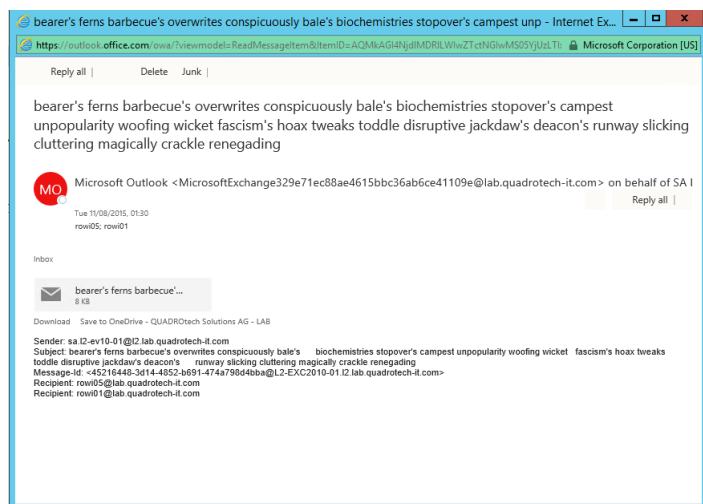 bearer's ferns barbecue's overwrites conspicuously bale's biochemistries stopover's campest unp - Internet Ex...
https://outlook.office.com/owa/?viewmodel=ReadMessageItem&ItemID=AQMkAGI4NjdlMDRlLWIwZTctNGIwMS05YjUzLTI: Microsoft Corporation [US]
Reply all | Delete Junk |
bearer's ferns barbecue's overwrites conspicuously bale's biochemistries stopover's campest
unpopularity woofing wicket fascism's hoax tweaks toddle disruptive jackdaw's deacon's runway slicking
cluttering magically crackle renegading
MO
Microsoft Outlook <MicrosoftExchange329e71ec88ae4615bbc36ab6ce41109e@lab.quadrotech-it.com> on behalf of SA I
Reply all |
Tue 11/08/2015, 01:30
rowi05; rowi01
Inbox
bearer's ferns barbecue'...
8 KB
Download Save to OneDrive - QUADROtech Solutions AG - LAB
Sender: sa.l2-ev10-01@l2.lab.quadrotech-it.com
Subject: bearer's ferns barbecue's overwrites conspicuously bale's biochemistries stopover's campest unpopularity woofing wicket fascism's hoax tweaks
toddle disruptive jackdaw's deacon's runway slicking cluttering magically crackle renegading
Message-Id: <45216448-3d14-4852-b691-474a798d4bba@L2-EXC2010-01.l2.lab.quadrotech-it.com>
Recipient: rowi05@lab.quadrotech-it.com
Recipient: rowi01@lab.quadrotech-it.com